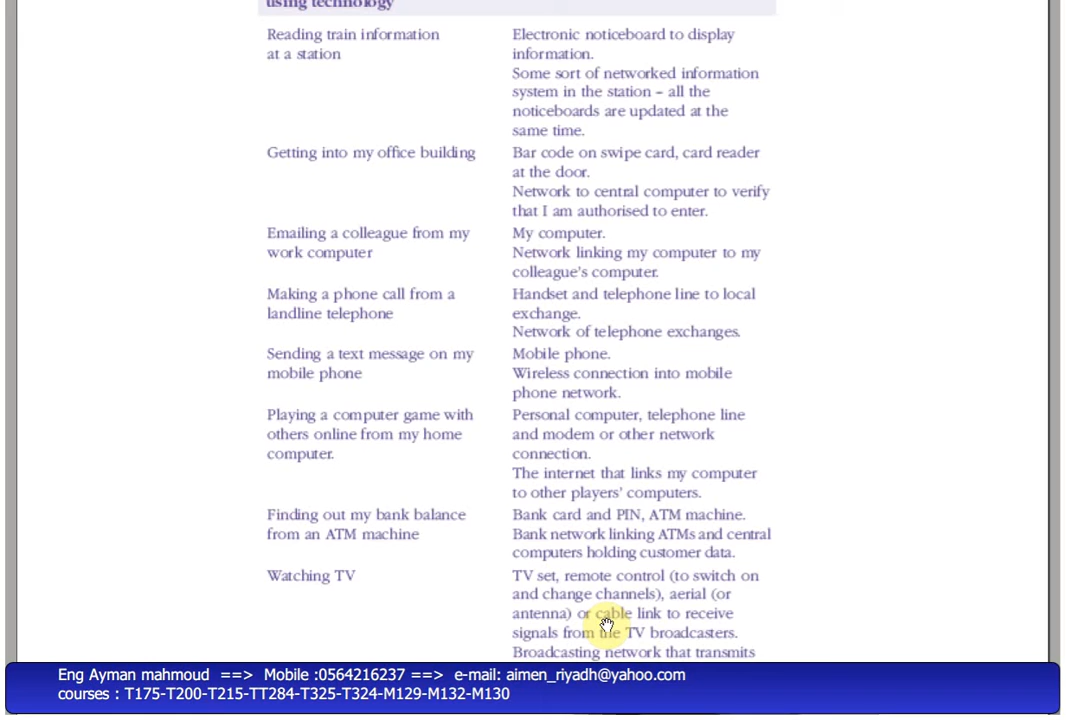 using technology
Reading train information
at a station
Electronic noticeboard to display
information.
Some sort of networked information
system in the station – all the
noticeboards are updated at the
same time.
Getting into my office building
Bar code on swipe card, card reader
at the door.
Network to central computer to verify
that I am authorised to enter.
Emailing a colleague from my
work computer
My computer.
Network linking my computer to my
colleague's computer.
Making a phone call from a
landline telephone
Handset and telephone line to local
exchange.
Network of telephone exchanges.
Sending a text message on my
mobile phone
Mobile phone.
Wireless connection into mobile
phone network.
Playing a computer game with
others online from my home
computer.
Personal computer, telephone line
and modem or other network
connection.
The internet that links my computer
to other players' computers.
Finding out my bank balance
from an ATM machine
Bank card and PIN, ATM machine.
Bank network linking ATMs and central
computers holding customer data.
Watching TV
TV set, remote control (to switch on
and change channels), aerial (or
antenna) or cable link to receive
signals from the TV broadcasters.
Broadcasting network that transmits
Eng Ayman mahmoud ==> Mobile :0564216237 ==> e-mail: aimen_riyadh@yahoo.com
courses : T175-T200-T215-TT284-T325-T324-M129-M132-M130